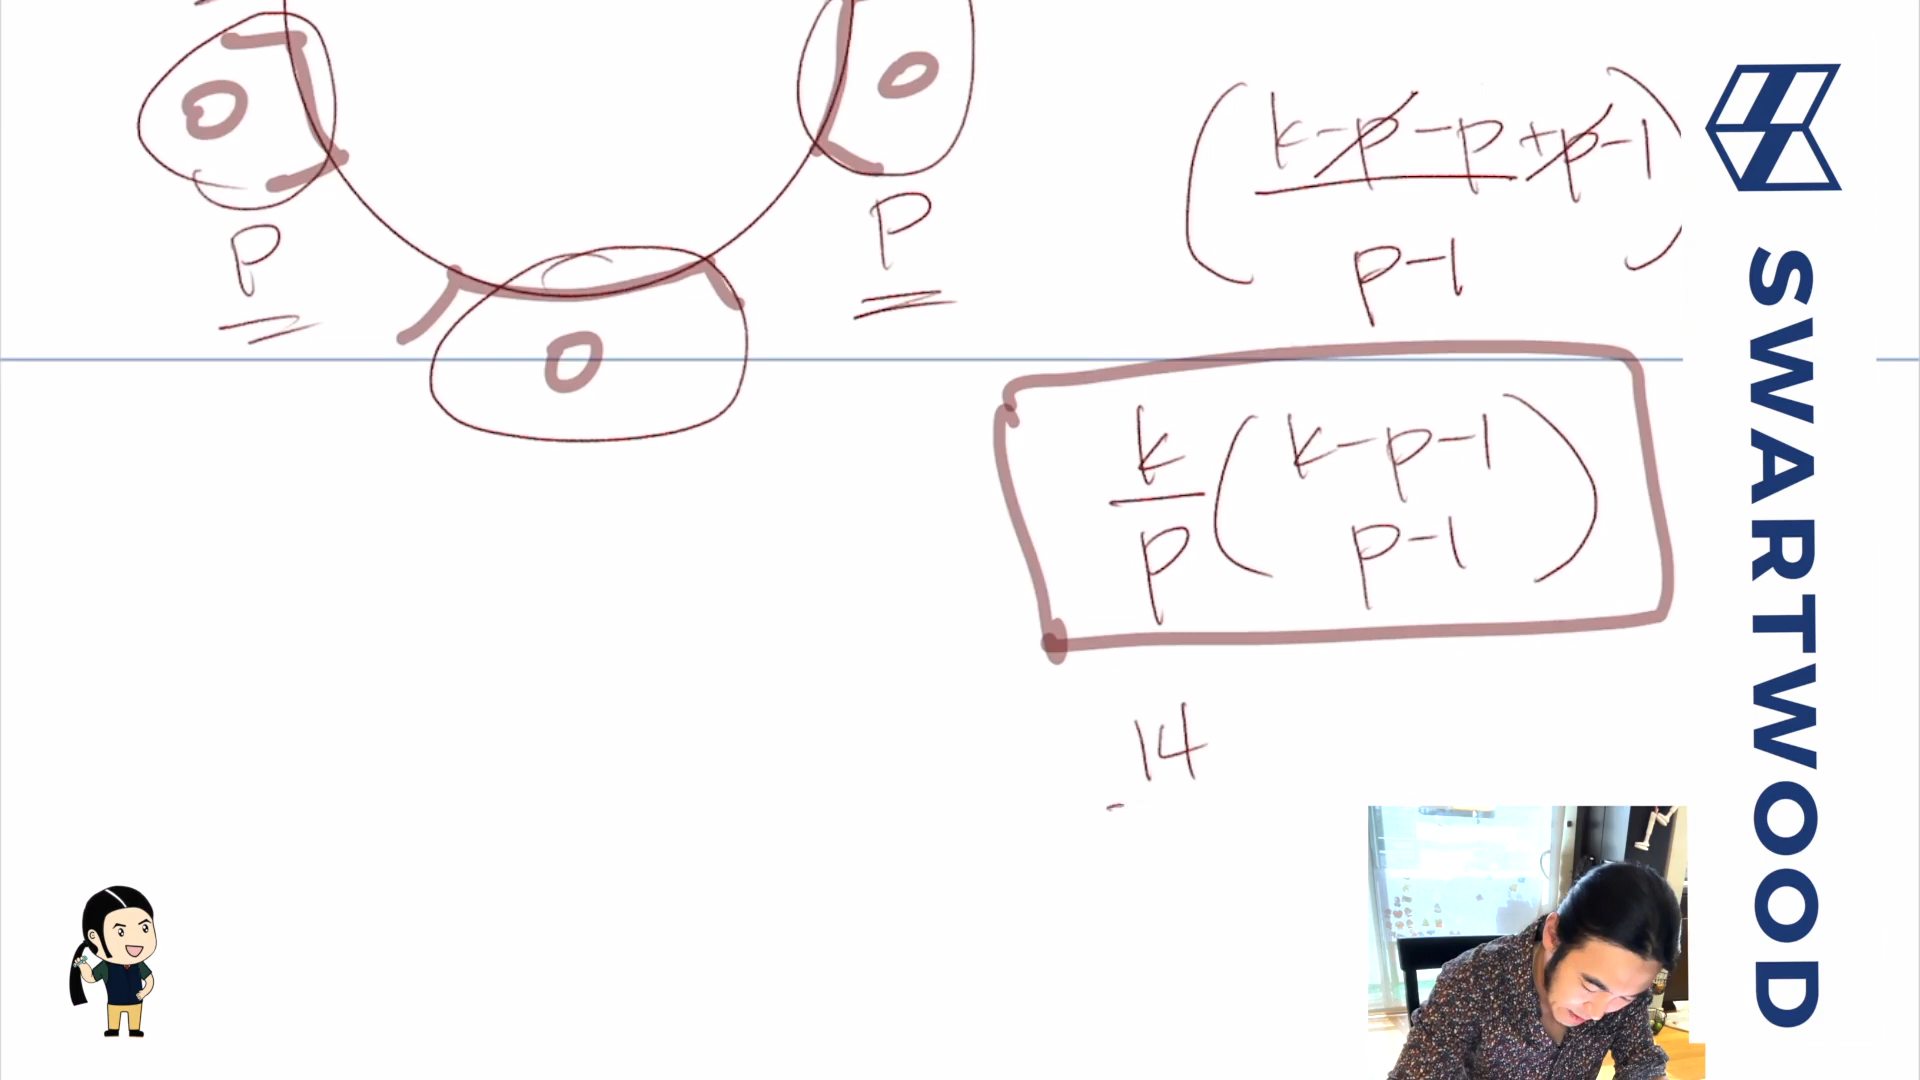 O
O
P
P
O
(k-p-p+p-1
p-1)
k/p (k-p-1
p-1)
14
-
SWARTWOOD